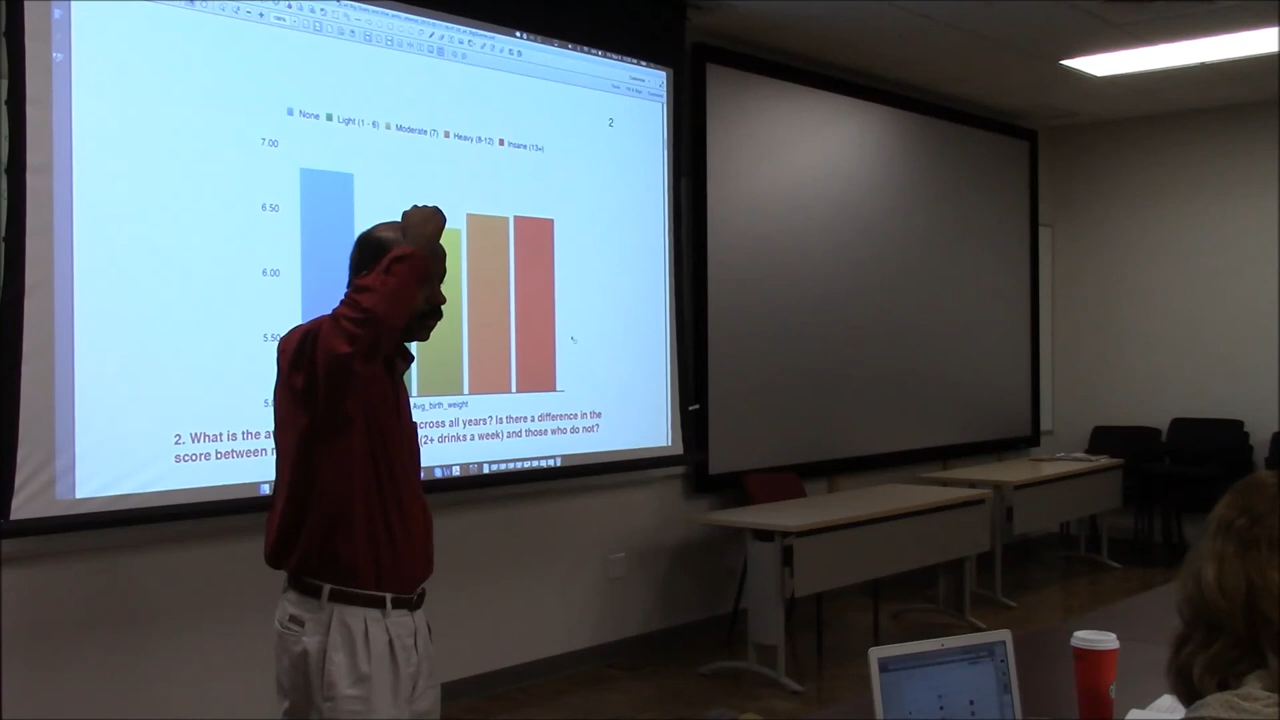 2
None Light (1 - 6) Moderate (7) Heavy (8-12) Insane (13+)
7.00
6.50
6.00
5.50
Avg_birth_weight
2. What is the across all years? Is there a difference in the
score between (2+ drinks a week) and those who do not?